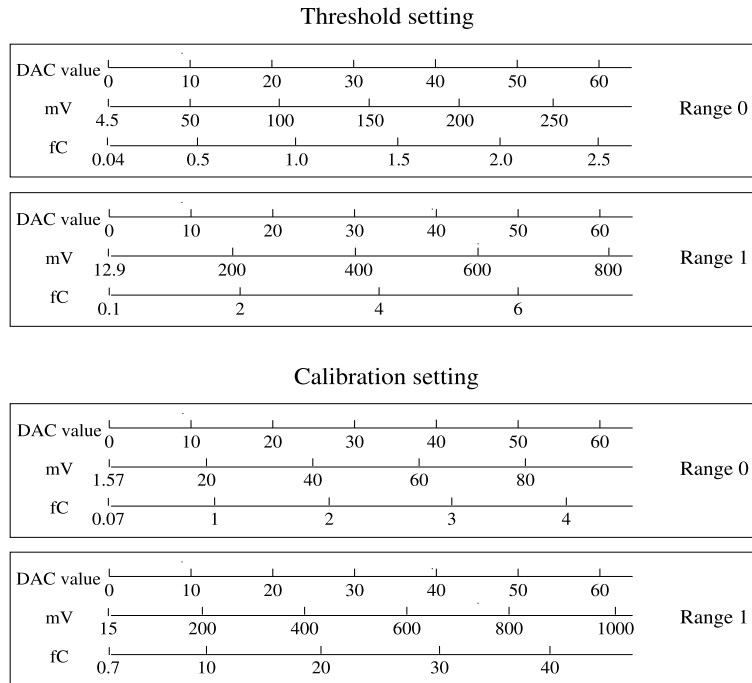 Threshold setting
DAC value 0 10 20 30 40 50 60
mV 4.5 50 100 150 200 250 Range 0
fC 0.04 0.5 1.0 1.5 2.0 2.5
DAC value 0 10 20 30 40 50 60
mV 12.9 200 400 600 800 Range 1
fC 0.1 2 4 6
Calibration setting
DAC value 0 10 20 30 40 50 60
mV 1.57 20 40 60 80 Range 0
fC 0.07 1 2 3 4
DAC value 0 10 20 30 40 50 60
mV 15 200 400 600 800 1000 Range 1
fC 0.7 10 20 30 40